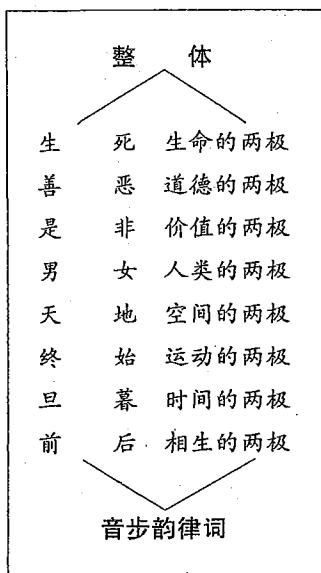 整 体
生 死 生命的两极
善 恶 道德的两极
是 非 价值的两极
男 女 人类的两极
天 地 空间的两极
终 始 运动的两极
旦 暮 时间的两极
前 后 相生的两极
音步韵律词